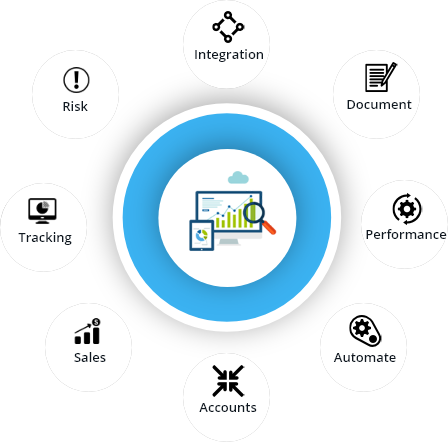 Integration
Risk
Document
Tracking
Performance
Sales
Automate
Accounts